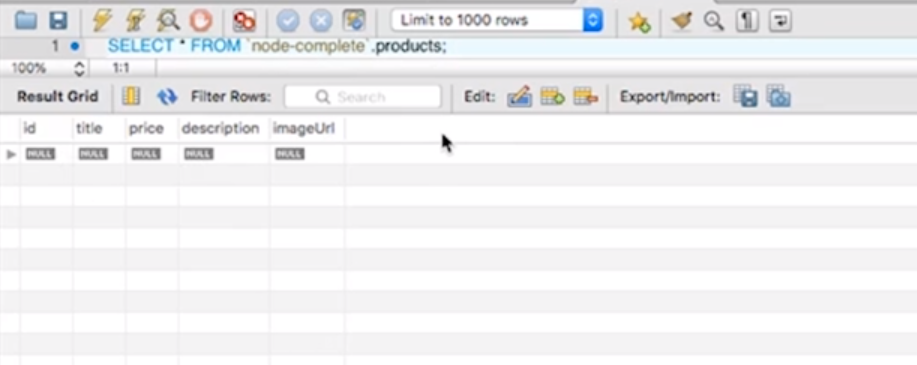 Limit to 1000 rows
1 SELECT * FROM `node-complete`.products;
100% 1:1
Result Grid Filter Rows: Search Edit: Export/Import:
id title price description imageUrl
NULL NULL NULL NULL NULL